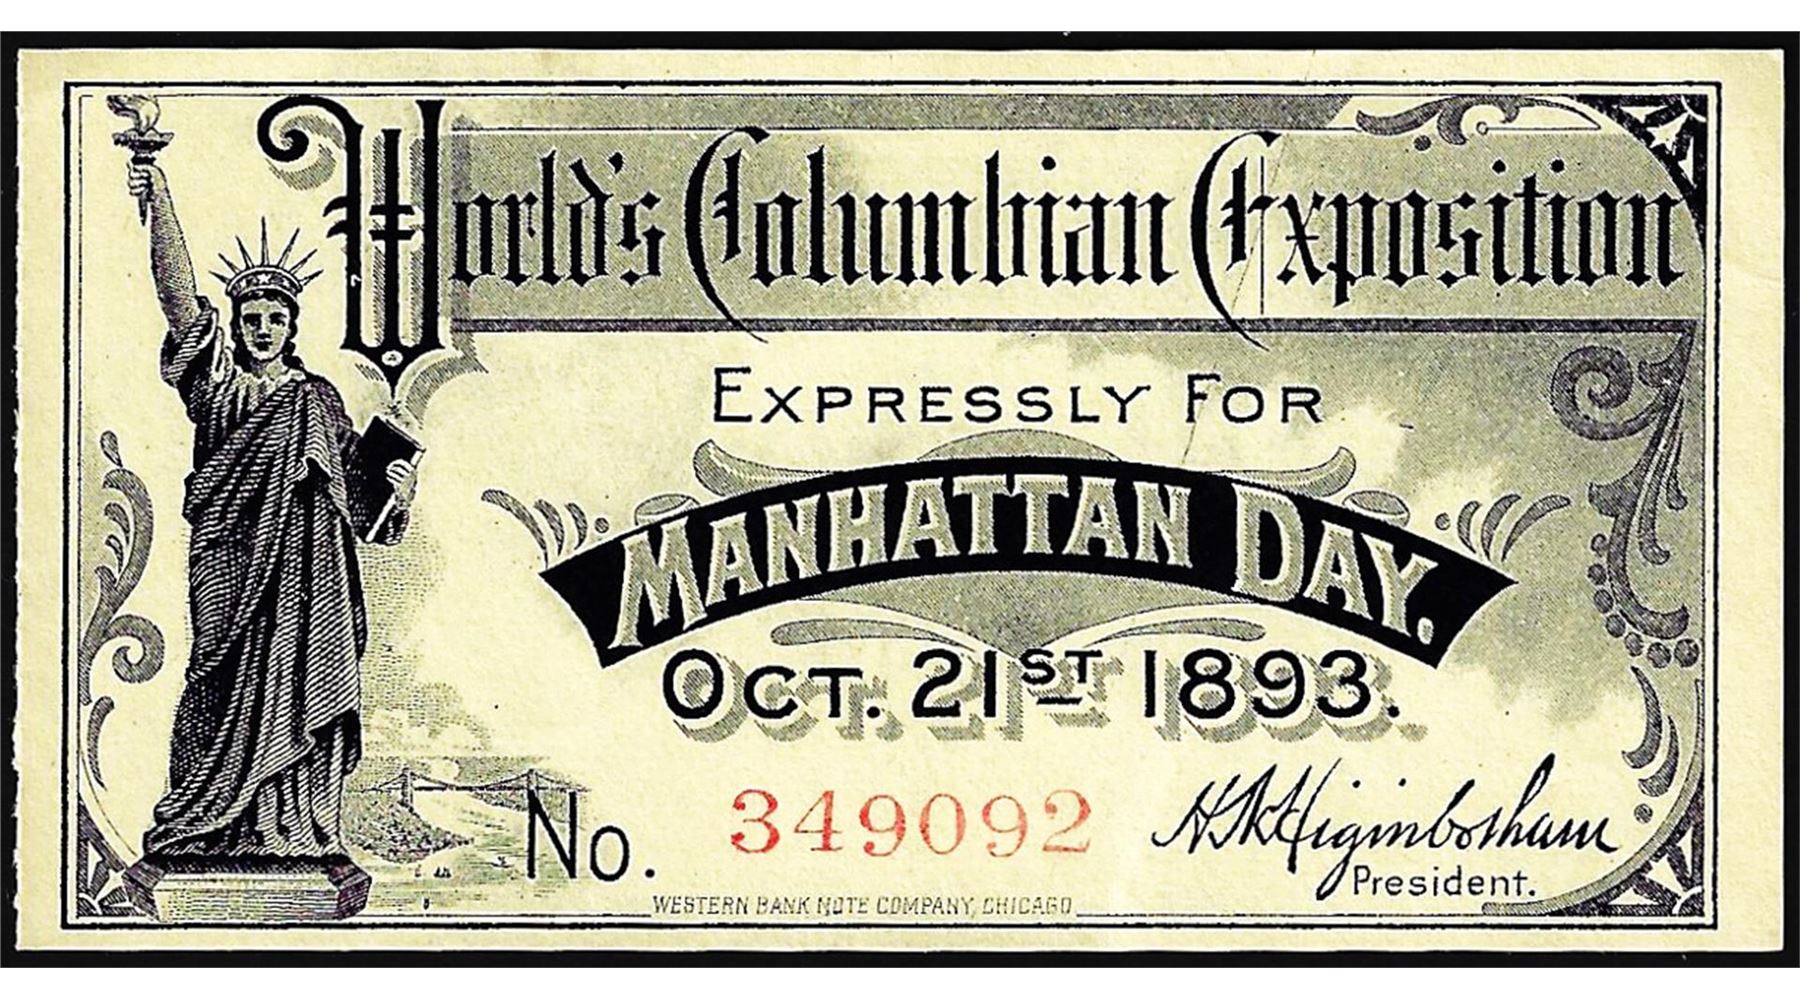 World's Columbian Exposition
EXPRESSLY FOR
MANHATTAN DAY.
OCT. 21ST 1893.
No. 349092
H N Higinbotham
President.
WESTERN BANK NOTE COMPANY, CHICAGO